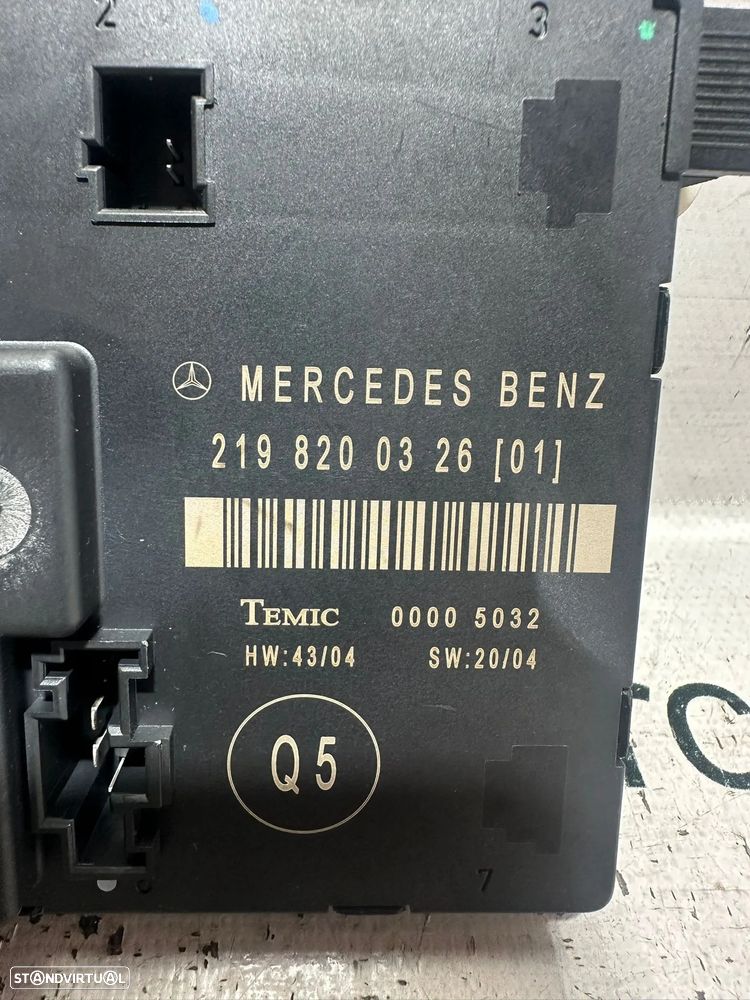 2
3
MERCEDES BENZ
219 820 03 26 [01]
TEMIC 0000 5032
HW:43/04 SW:20/04
Q5
7
STANDVIRTUAL